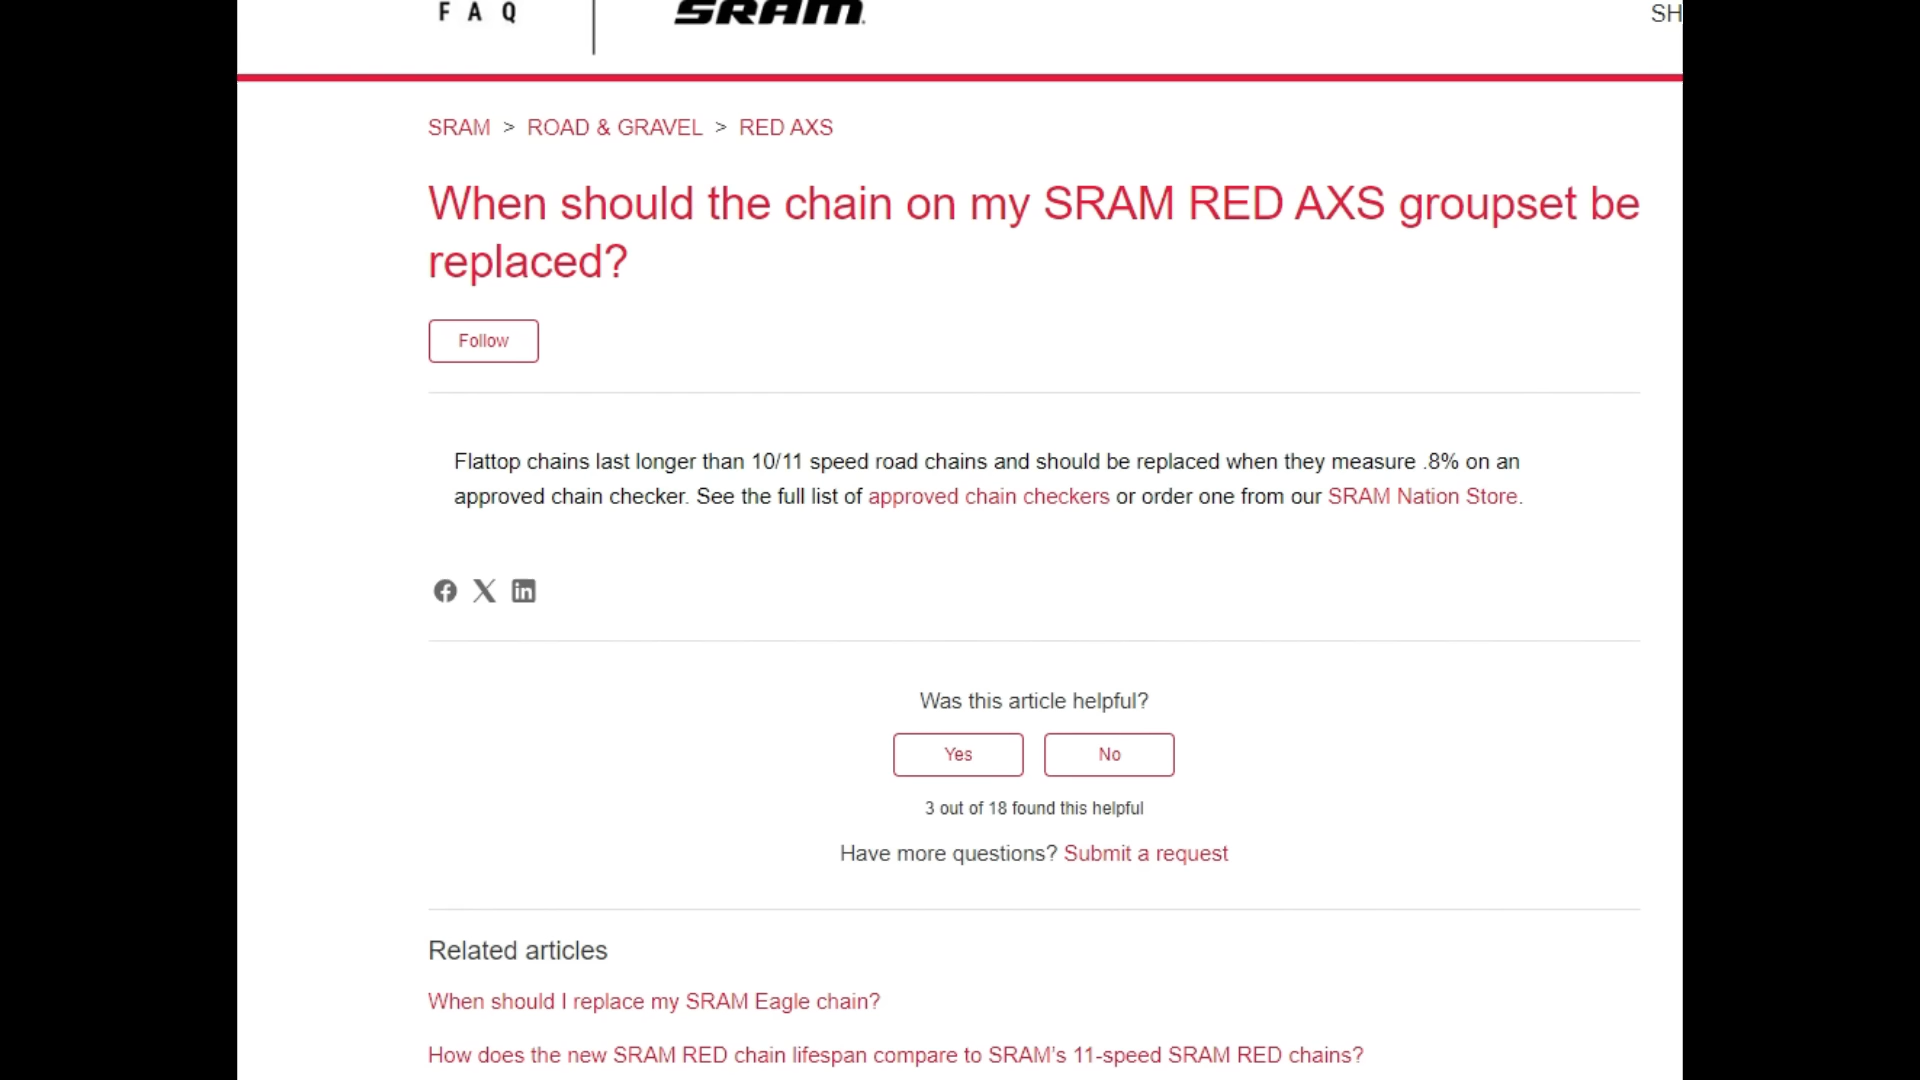 FAQ
SRAM
SH
SRAM > ROAD & GRAVEL > RED AXS
When should the chain on my SRAM RED AXS groupset be
replaced?
Follow
Flattop chains last longer than 10/11 speed road chains and should be replaced when they measure .8% on an
approved chain checker. See the full list of approved chain checkers or order one from our SRAM Nation Store.
Was this article helpful?
Yes No
3 out of 18 found this helpful
Have more questions? Submit a request
Related articles
When should I replace my SRAM Eagle chain?
How does the new SRAM RED chain lifespan compare to SRAM's 11-speed SRAM RED chains?